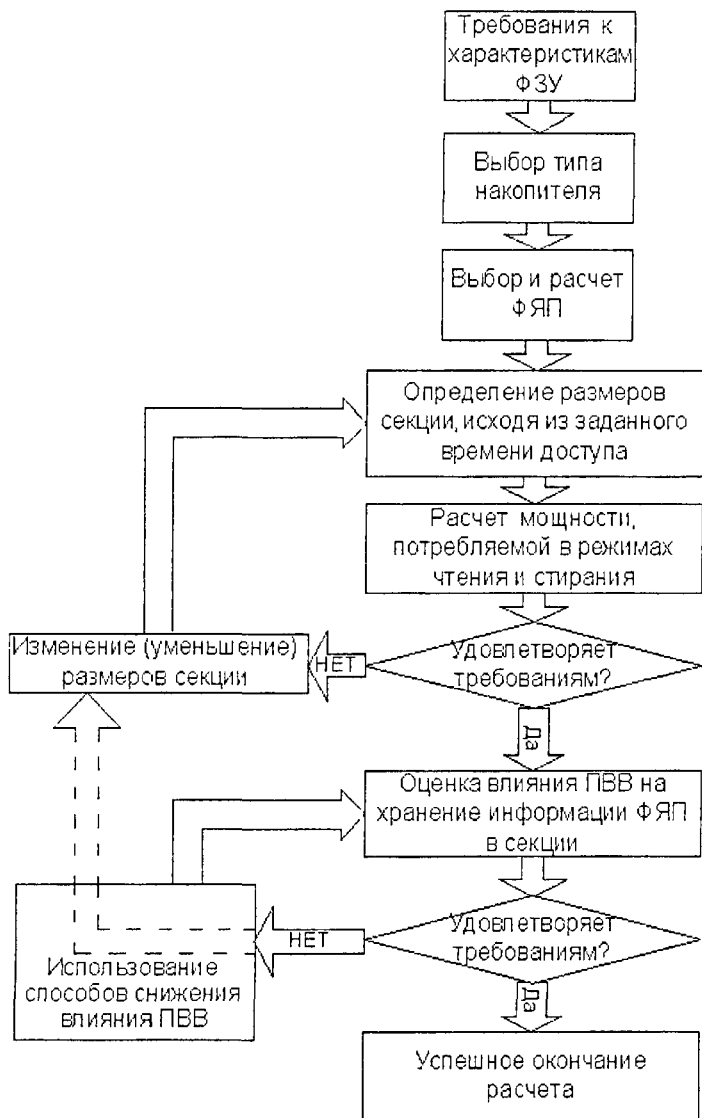 Требования к
характеристикам
ФЗУ
Выбор типа
накопителя
Выбор и расчет
ФЯП
Определение размеров
секции, исходя из заданного
времени доступа
Расчет мощности,
потребляемой в режимах
чтения и стирания
Удовлетворяет
требованиям?
НЕТ
Изменение (уменьшение)
размеров секции
Да
Оценка влияния ПВВ на
хранение информации ФЯП
в секции
Удовлетворяет
требованиям?
НЕТ
Использование
способов снижения
влияния ПВВ
Да
Успешное окончание
расчета